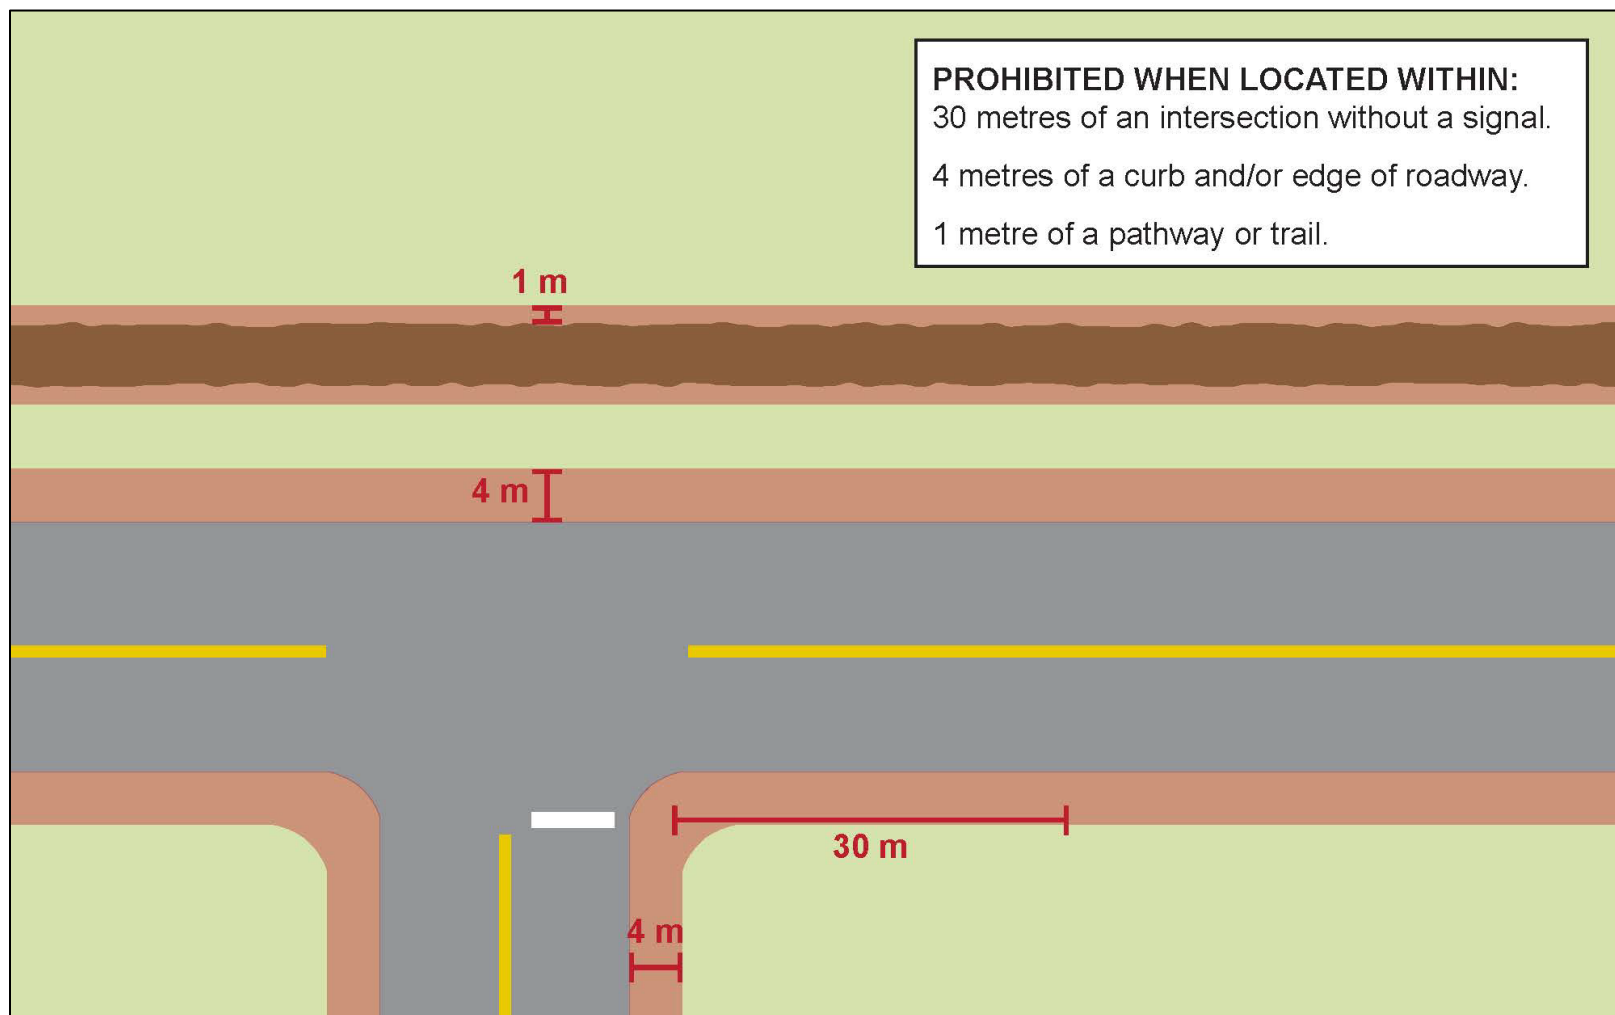 PROHIBITED WHEN LOCATED WITHIN:
30 metres of an intersection without a signal.
4 metres of a curb and/or edge of roadway.
1 metre of a pathway or trail.
1 m
4 m
30 m
4 m